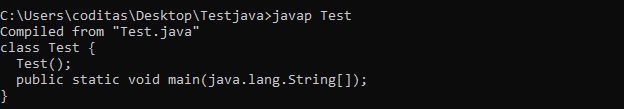 C:\Users\coditas\Desktop\Testjava>javap Test
Compiled from "Test.java"
class Test {
  Test();
  public static void main(java.lang.String[]);
}